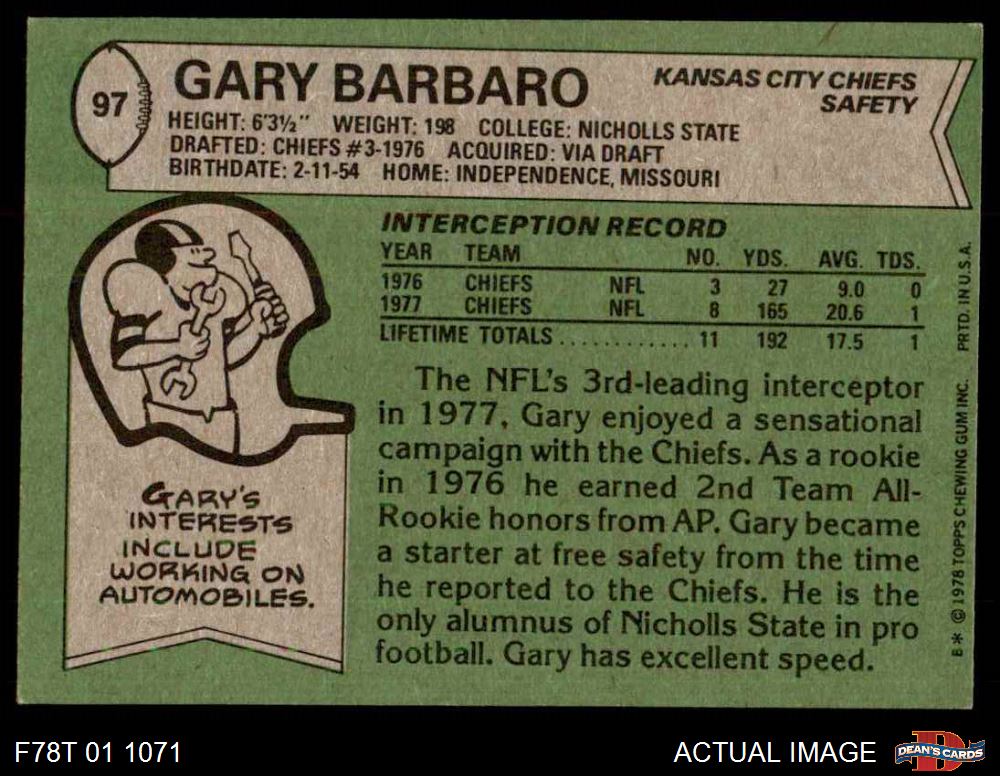 97
GARY BARBARO
KANSAS CITY CHIEFS
SAFETY
HEIGHT: 6'3½" WEIGHT: 198 COLLEGE: NICHOLLS STATE
DRAFTED: CHIEFS #3-1976 ACQUIRED: VIA DRAFT
BIRTHDATE: 2-11-54 HOME: INDEPENDENCE, MISSOURI
INTERCEPTION RECORD
YEAR TEAM NO. YDS. AVG. TDS.
1976 CHIEFS NFL 3 27 9.0 0
1977 CHIEFS NFL 8 165 20.6 1
LIFETIME TOTALS ............ 11 192 17.5 1
The NFL's 3rd-leading interceptor
in 1977, Gary enjoyed a sensational
campaign with the Chiefs. As a rookie
in 1976 he earned 2nd Team All-
Rookie honors from AP. Gary became
a starter at free safety from the time
he reported to the Chiefs. He is the
only alumnus of Nicholls State in pro
football. Gary has excellent speed.
GARY'S
INTERESTS
INCLUDE
WORKING ON
AUTOMOBILES.
B* © 1978 TOPPS CHEWING GUM INC. PRTD. IN U.S.A.
F78T 01 1071
ACTUAL IMAGE
D
DEAN'S CARDS